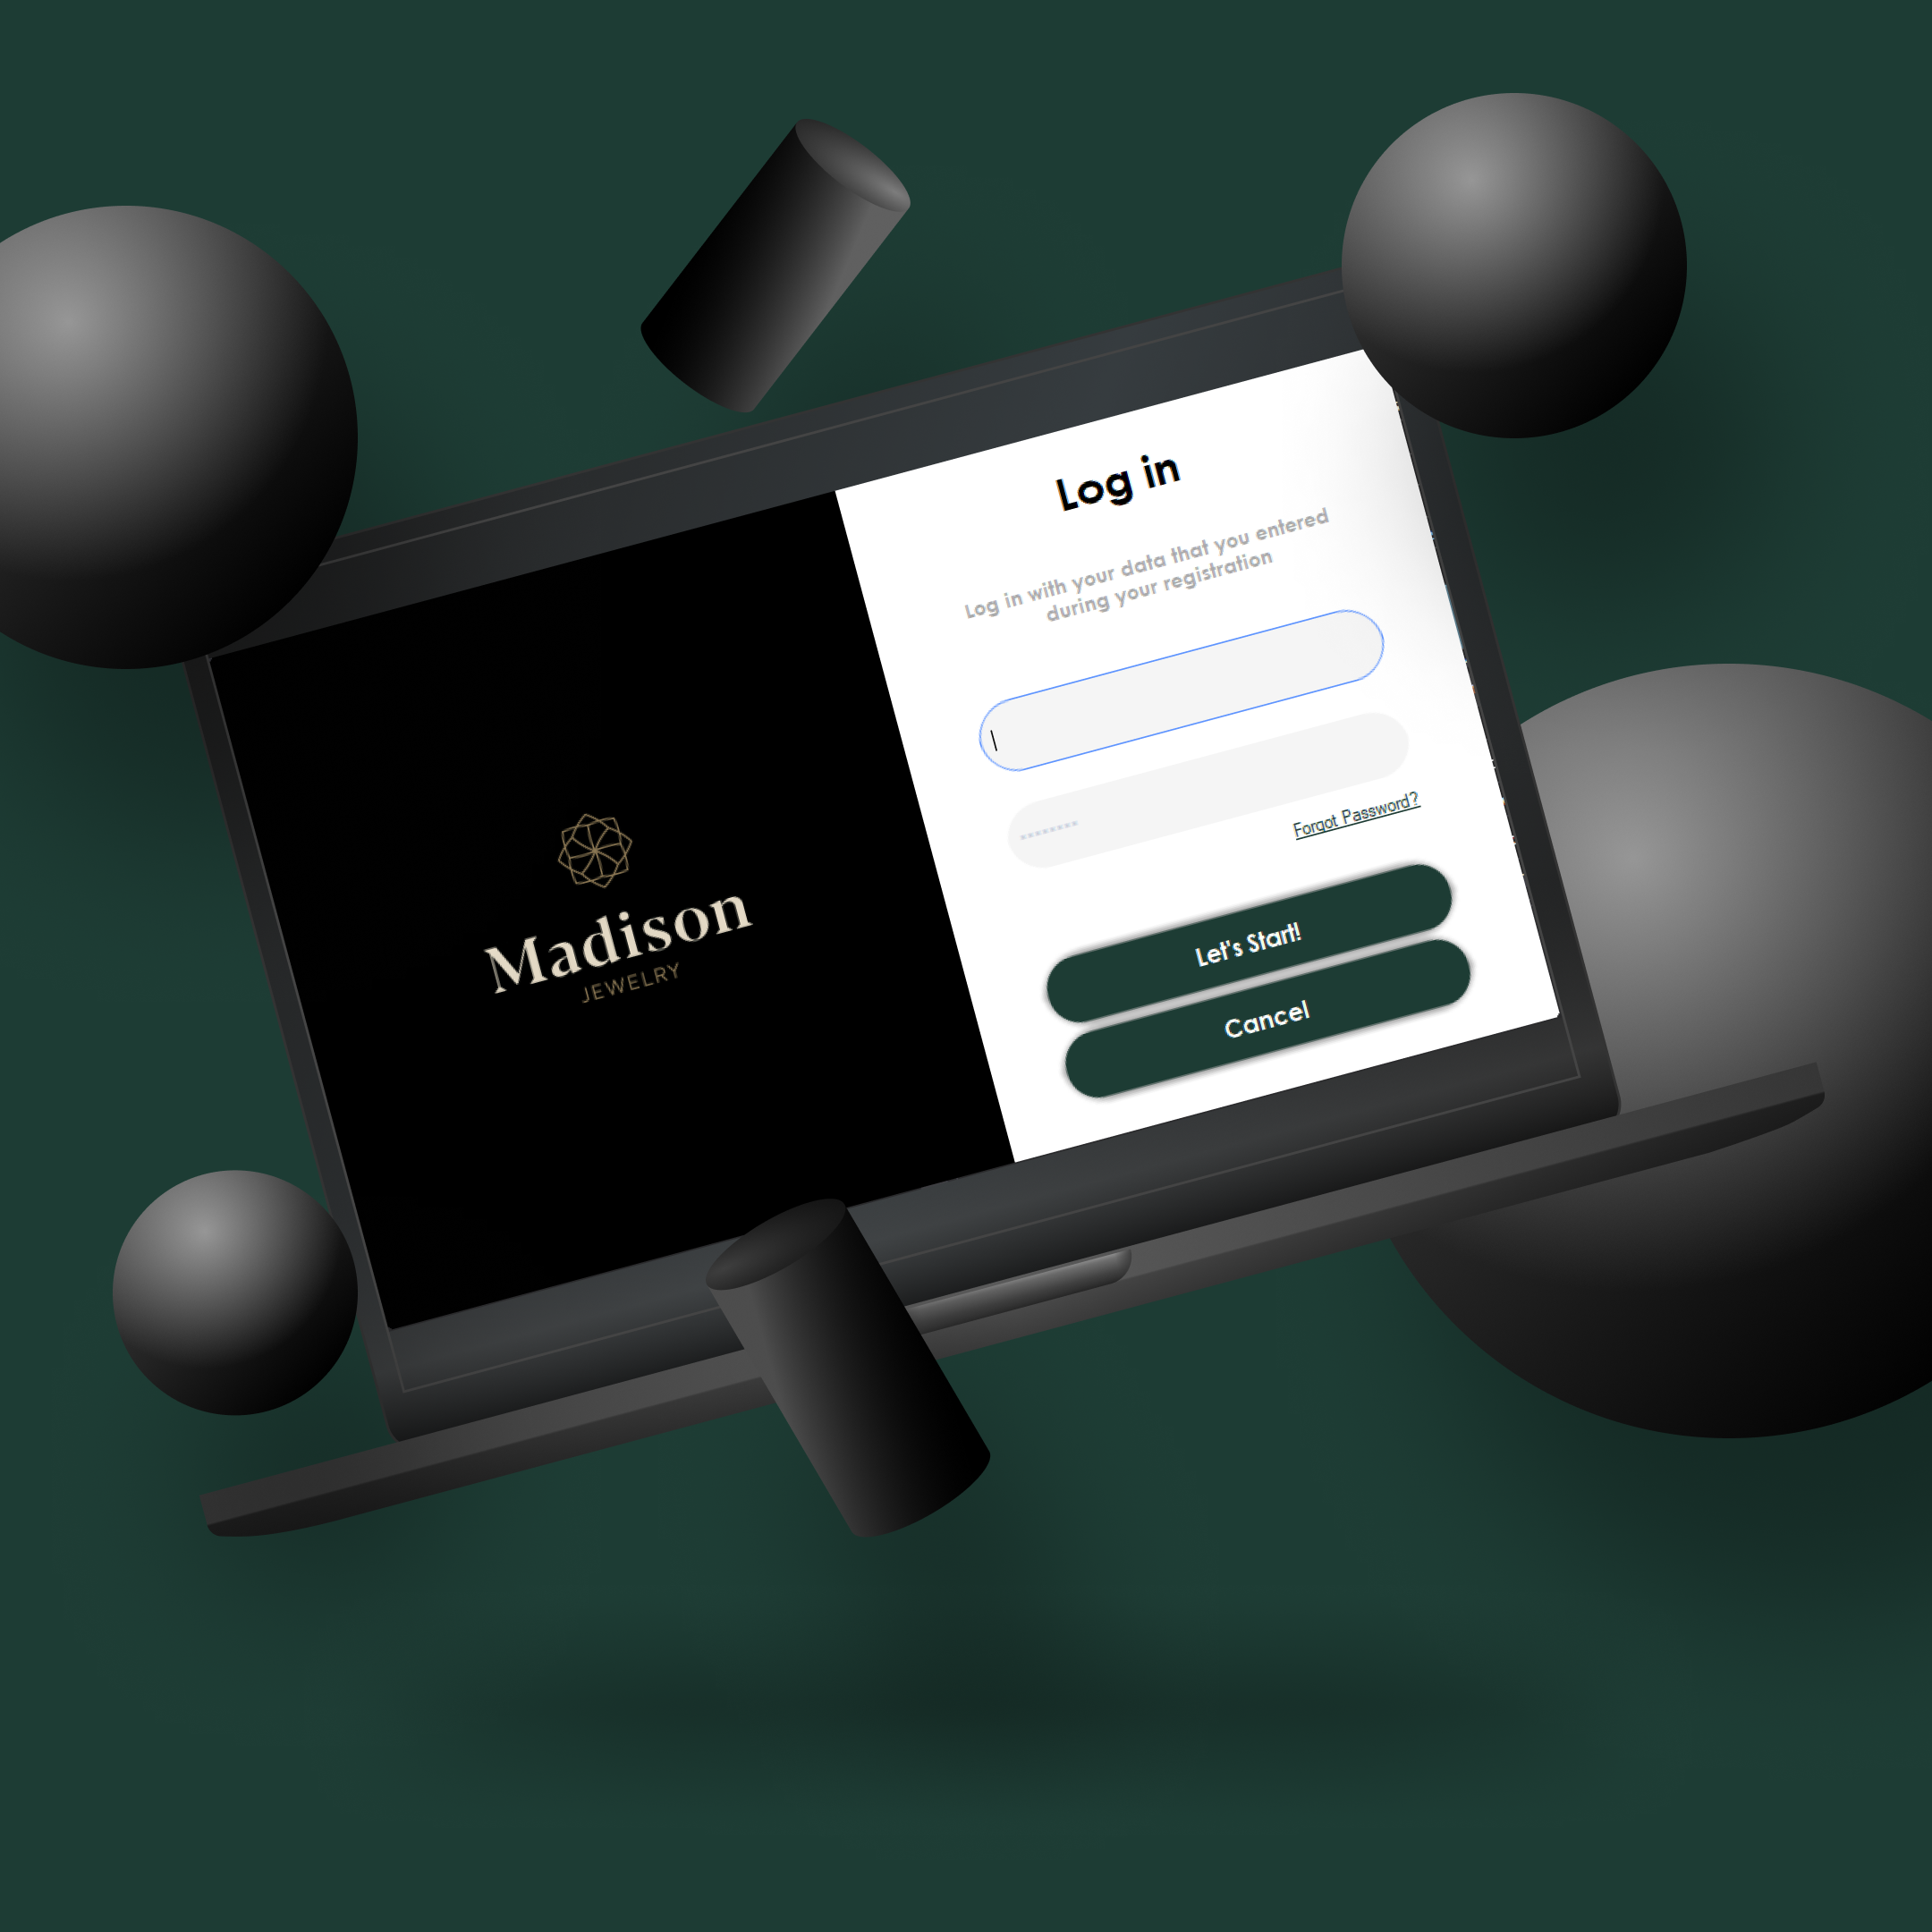 Madison
JEWELRY
Log in
Log in with your data that you entered
during your registration
Forgot Password?
Let's Start!
Cancel